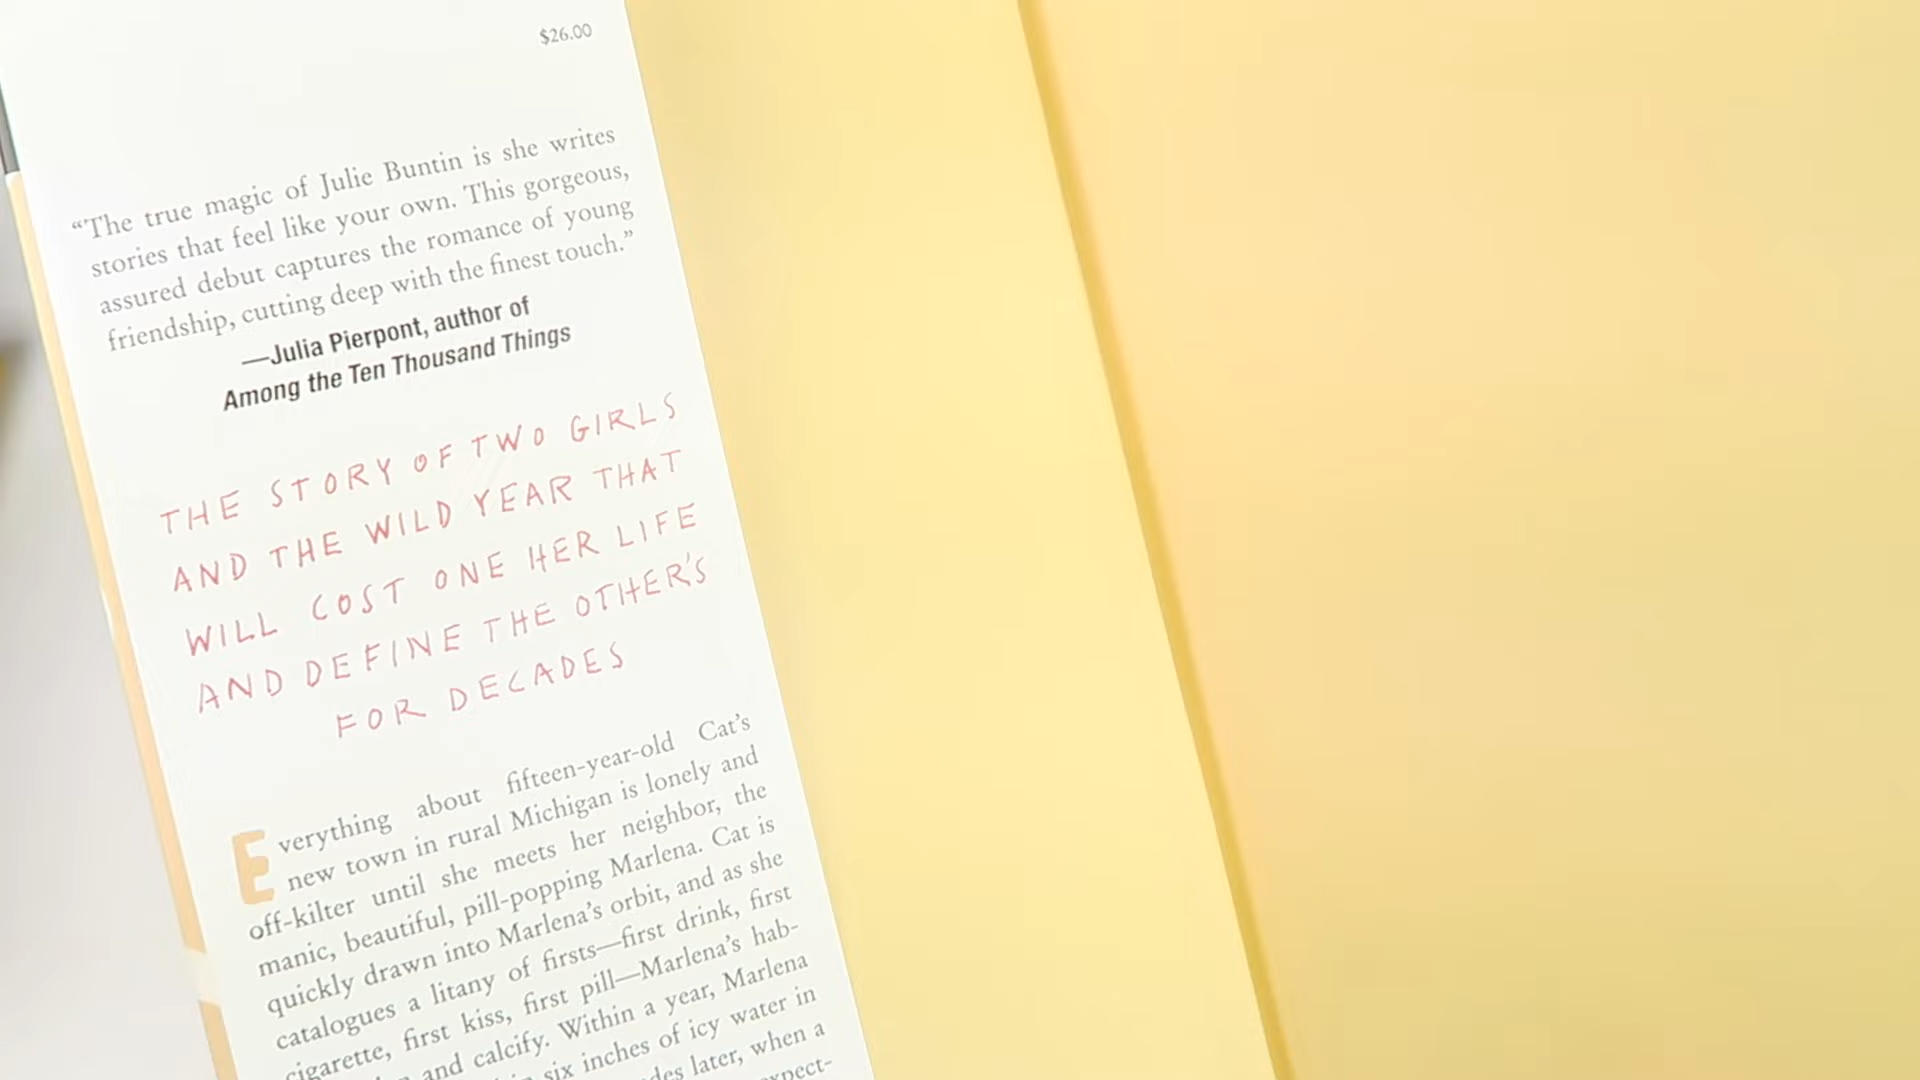 $26.00
“The true magic of Julie Buntin is she writes
stories that feel like your own. This gorgeous,
assured debut captures the romance of young
friendship, cutting deep with the finest touch.”
—Julia Pierpont, author of
Among the Ten Thousand Things
THE STORY OF TWO GIRLS
AND THE WILD YEAR THAT
WILL COST ONE HER LIFE
AND DEFINE THE OTHER'S
FOR DECADES
Everything about fifteen-year-old Cat’s
new town in rural Michigan is lonely and
off-kilter until she meets her neighbor, the
manic, beautiful, pill-popping Marlena. Cat is
quickly drawn into Marlena’s orbit, and as she
catalogues a litany of firsts—first drink, first
cigarette, first kiss, first pill—Marlena’s hab-
and calcify. Within a year, Marlena
six inches of icy water in
later, when a